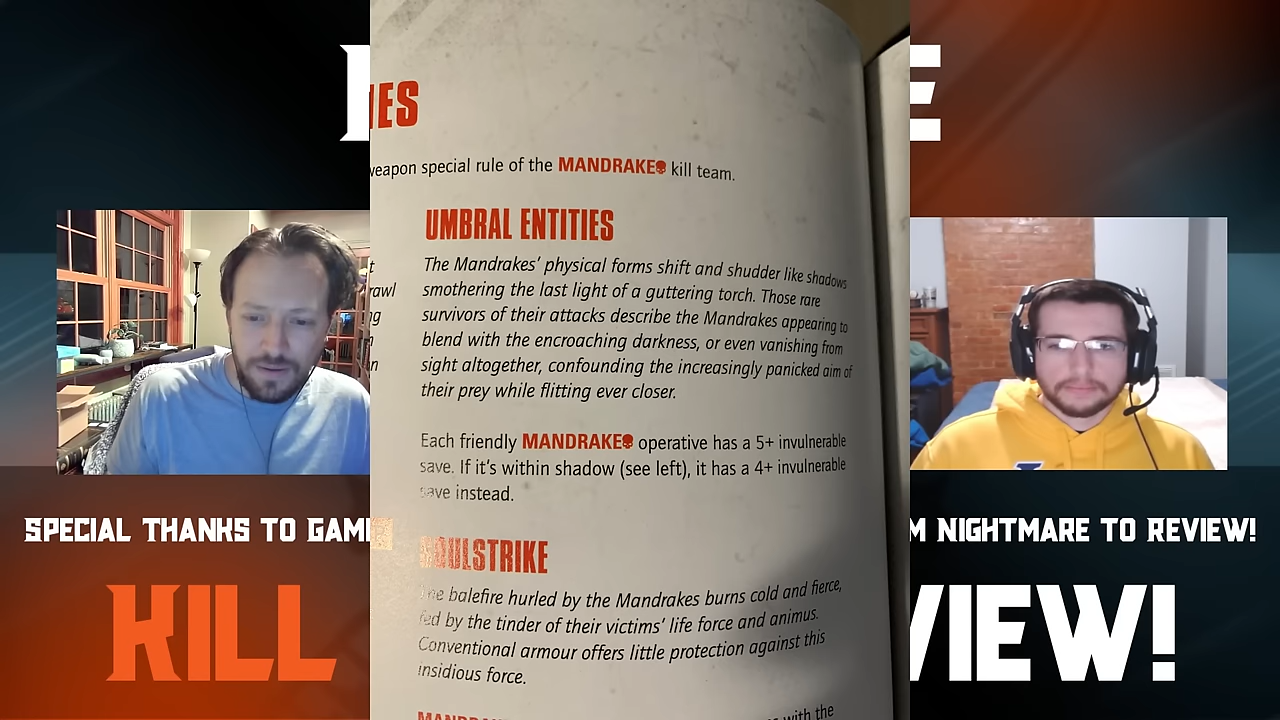 IES
weapon special rule of the MANDRAKE kill team.
UMBRAL ENTITIES
The Mandrakes' physical forms shift and shudder like shadows
smothering the last light of a guttering torch. Those rare
survivors of their attacks describe the Mandrakes appearing to
blend with the encroaching darkness, or even vanishing from
sight altogether, confounding the increasingly panicked aim of
their prey while flitting ever closer.
Each friendly MANDRAKE operative has a 5+ invulnerable
save. If it's within shadow (see left), it has a 4+ invulnerable
save instead.
SOULSTRIKE
The balefire hurled by the Mandrakes burns cold and fierce,
fed by the tinder of their victims' life force and animus.
Conventional armour offers little protection against this
insidious force.
with the
SPECIAL THANKS TO GAM
M NIGHTMARE TO REVIEW!
KILL
VIEW!